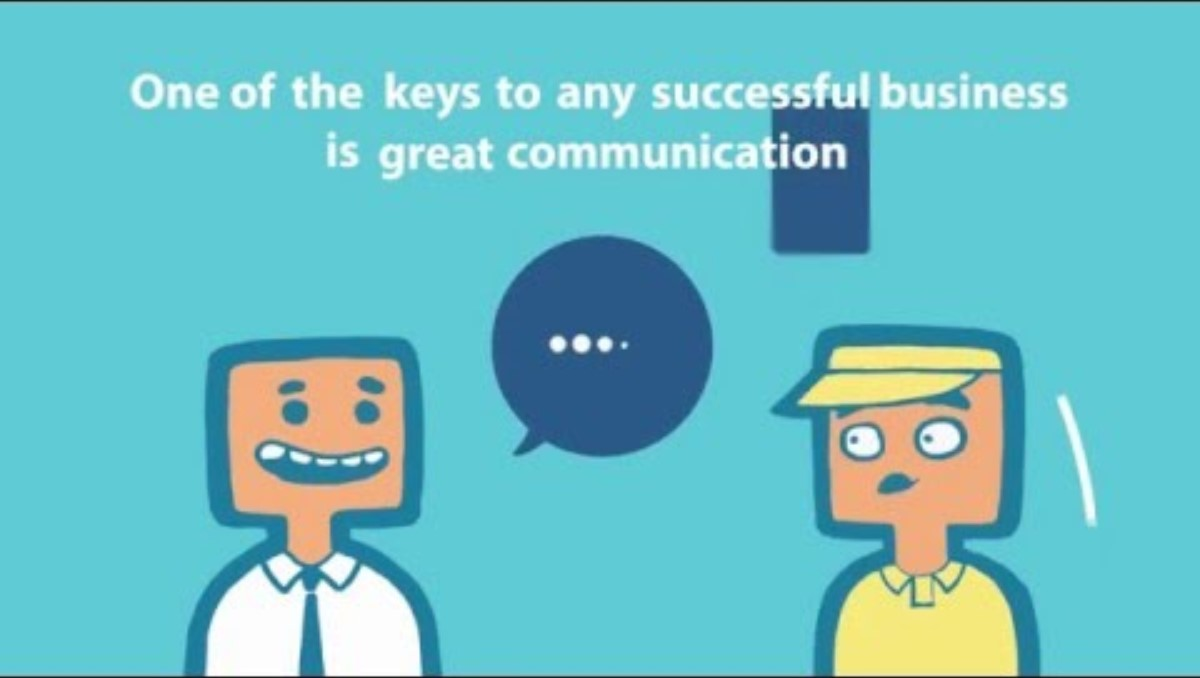 One of the keys to any successful business
is great communication